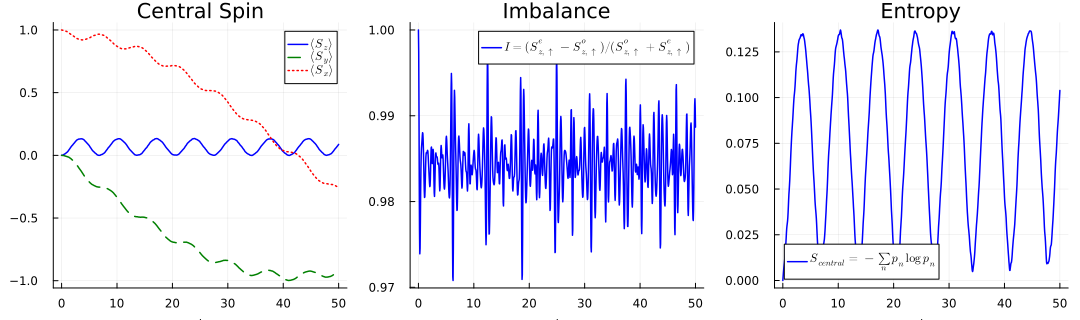 Central Spin
1.0
0.5
0.0
−0.5
−1.0
0 10 20 30 40 50
⟨S_z⟩
⟨S_y⟩
⟨S_x⟩
Imbalance
1.00
0.99
0.98
0.97
0 10 20 30 40 50
I = (S^e_{z,↑} − S^o_{z,↑})/(S^o_{z,↑} + S^e_{z,↑})
Entropy
0.125
0.100
0.075
0.050
0.025
0.000
0 10 20 30 40 50
S_{central} = − ∑_n p_n log p_n